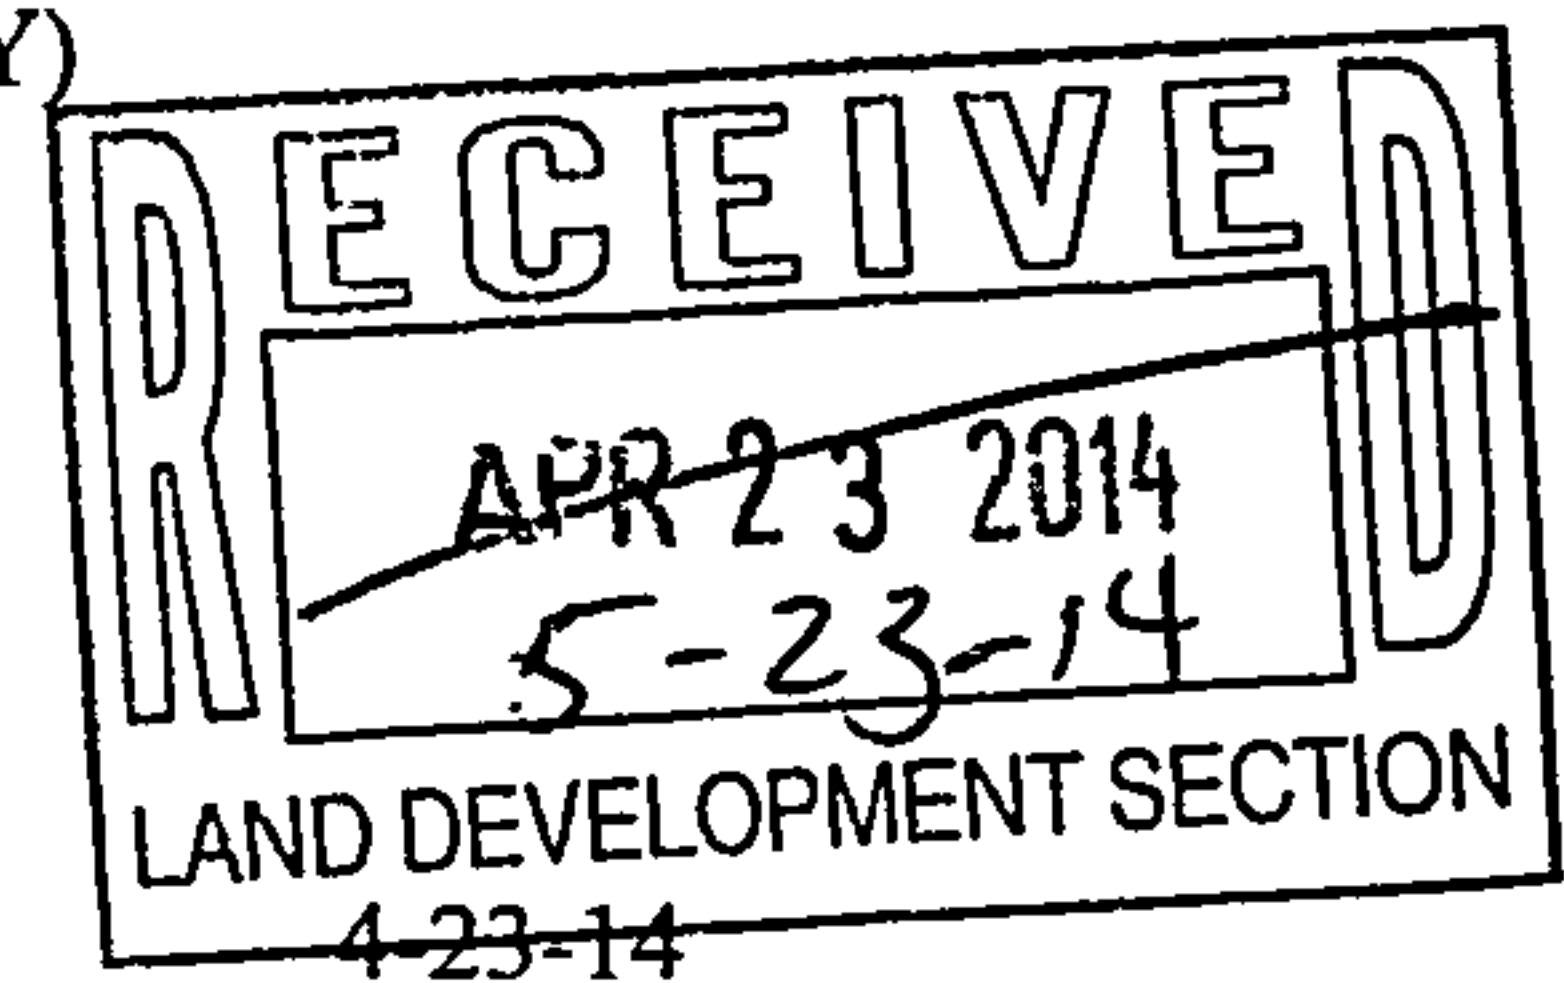 Y)
RECEIVED
APR 23 2014
5-23-14
LAND DEVELOPMENT SECTION
4-23-14